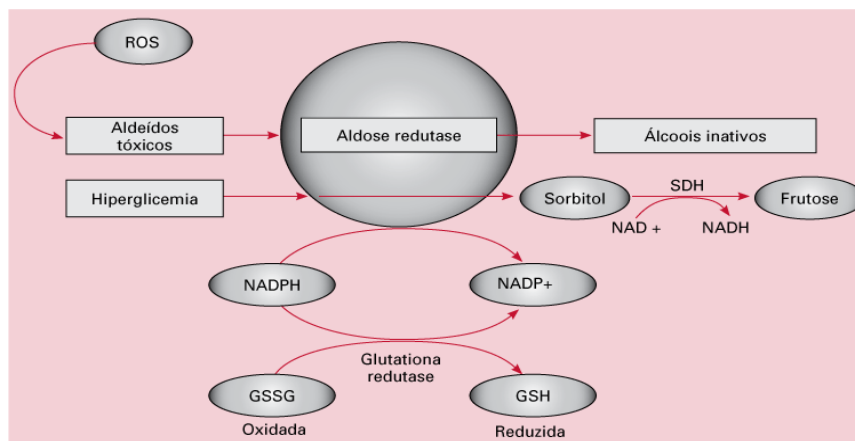 ROS
Aldeídos
tóxicos
Aldose redutase
Álcoois inativos
Hiperglicemia
Sorbitol
SDH
Frutose
NAD +
NADH
NADPH
NADP+
Glutationa
redutase
GSSG
GSH
Oxidada
Reduzida